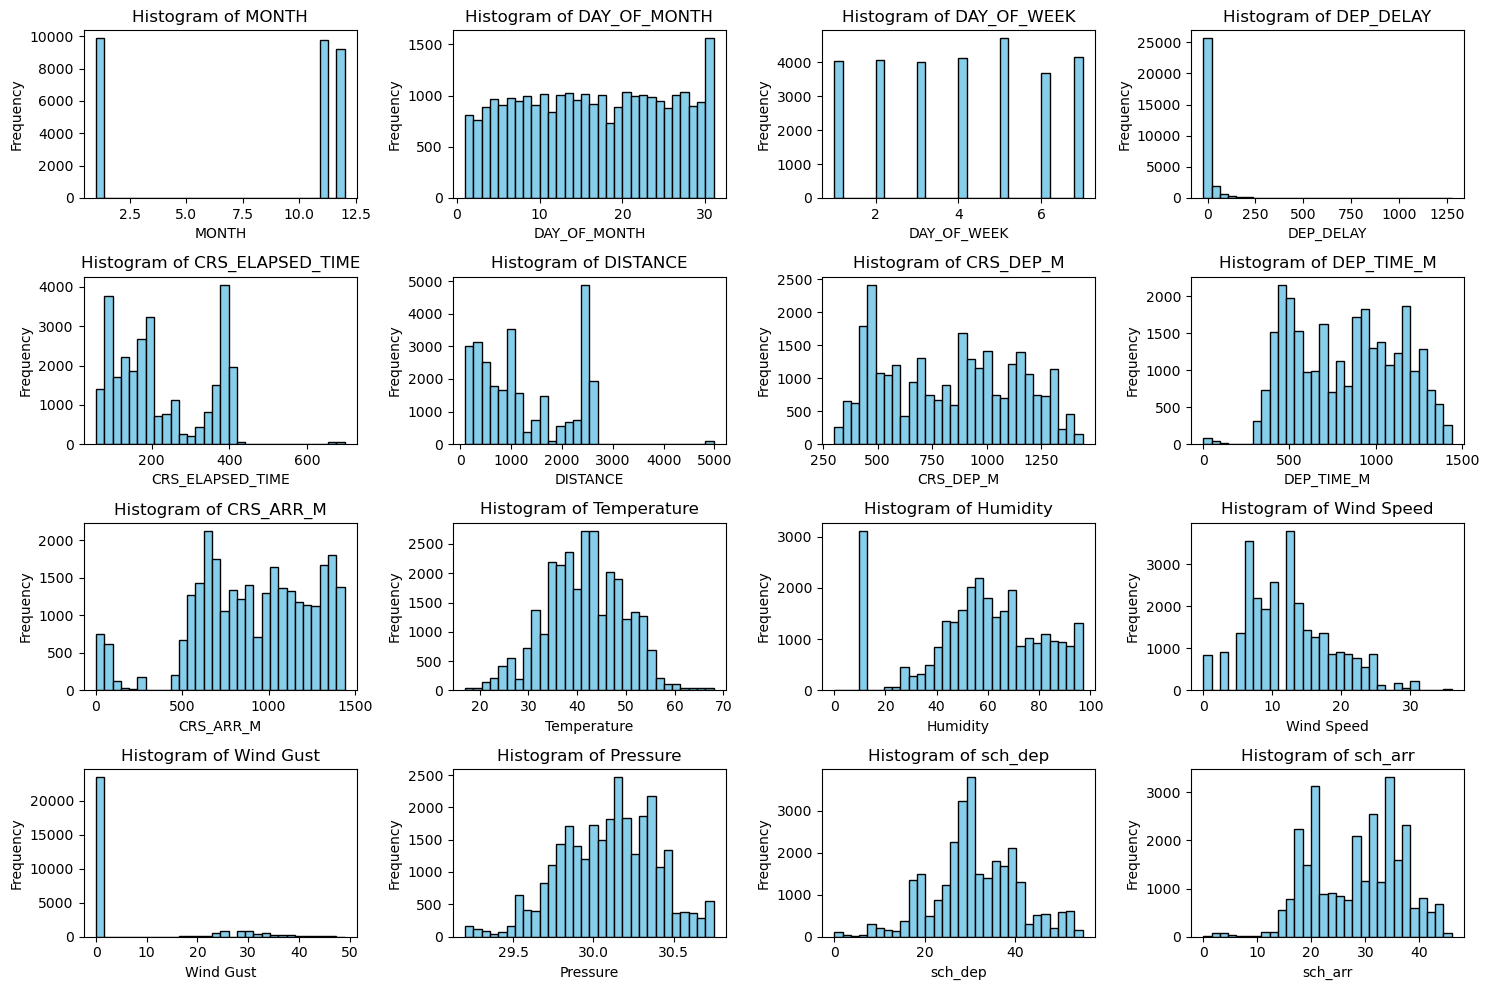 Histogram of MONTH
Frequency
10000
8000
6000
4000
2000
0
2.5 5.0 7.5 10.0 12.5
MONTH
Histogram of DAY_OF_MONTH
Frequency
1500
1000
500
0
0 10 20 30
DAY_OF_MONTH
Histogram of DAY_OF_WEEK
Frequency
4000
3000
2000
1000
0
2 4 6
DAY_OF_WEEK
Histogram of DEP_DELAY
Frequency
25000
20000
15000
10000
5000
0
0 250 500 750 1000 1250
DEP_DELAY
Histogram of CRS_ELAPSED_TIME
Frequency
4000
3000
2000
1000
0
200 400 600
CRS_ELAPSED_TIME
Histogram of DISTANCE
Frequency
5000
4000
3000
2000
1000
0
0 1000 2000 3000 4000 5000
DISTANCE
Histogram of CRS_DEP_M
Frequency
2500
2000
1500
1000
500
0
250 500 750 1000 1250
CRS_DEP_M
Histogram of DEP_TIME_M
Frequency
2000
1500
1000
500
0
0 500 1000 1500
DEP_TIME_M
Histogram of CRS_ARR_M
Frequency
2000
1500
1000
500
0
0 500 1000 1500
CRS_ARR_M
Histogram of Temperature
Frequency
2500
2000
1500
1000
500
0
20 30 40 50 60 70
Temperature
Histogram of Humidity
Frequency
3000
2000
1000
0
0 20 40 60 80 100
Humidity
Histogram of Wind Speed
Frequency
3000
2000
1000
0
0 10 20 30
Wind Speed
Histogram of Wind Gust
Frequency
20000
15000
10000
5000
0
0 10 20 30 40 50
Wind Gust
Histogram of Pressure
Frequency
2500
2000
1500
1000
500
0
29.5 30.0 30.5
Pressure
Histogram of sch_dep
Frequency
3000
2000
1000
0
0 20 40
sch_dep
Histogram of sch_arr
Frequency
3000
2000
1000
0
0 10 20 30 40
sch_arr